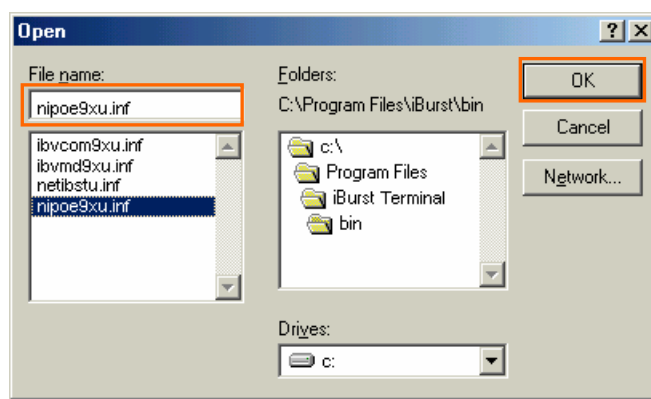 Open
File name:
nipoe9xu.inf
ibvcom9xu.inf
ibvmd9xu.inf
netibstu.inf
nipoe9xu.inf
Folders:
C:\Program Files\iBurst\bin
c:\
Program Files
iBurst Terminal
bin
Drives:
c:
OK
Cancel
Network...